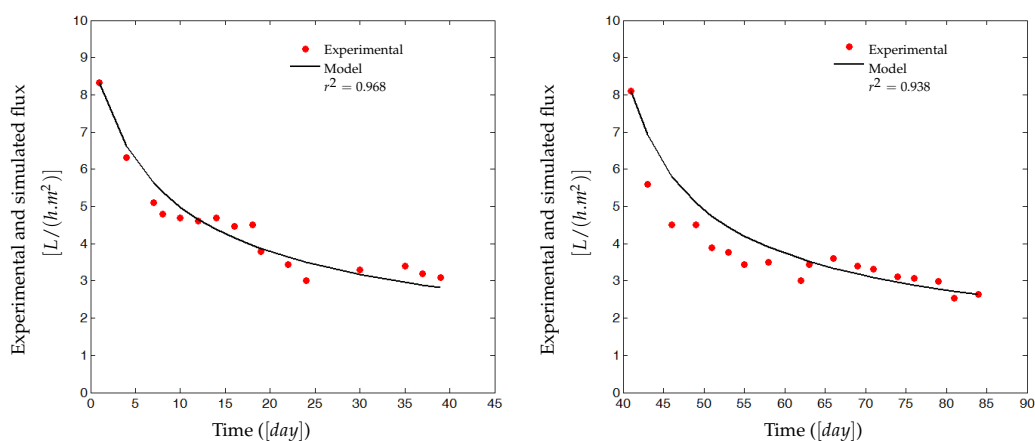 Experimental and simulated flux
[L/(h.m²)]
10
9
8
7
6
5
4
3
2
1
0
Experimental
Model
r² = 0.968
0 5 10 15 20 25 30 35 40 45
Time ([day])
Experimental and simulated flux
[L/(h.m²)]
10
9
8
7
6
5
4
3
2
1
0
Experimental
Model
r² = 0.938
40 45 50 55 60 65 70 75 80 85 90
Time ([day])